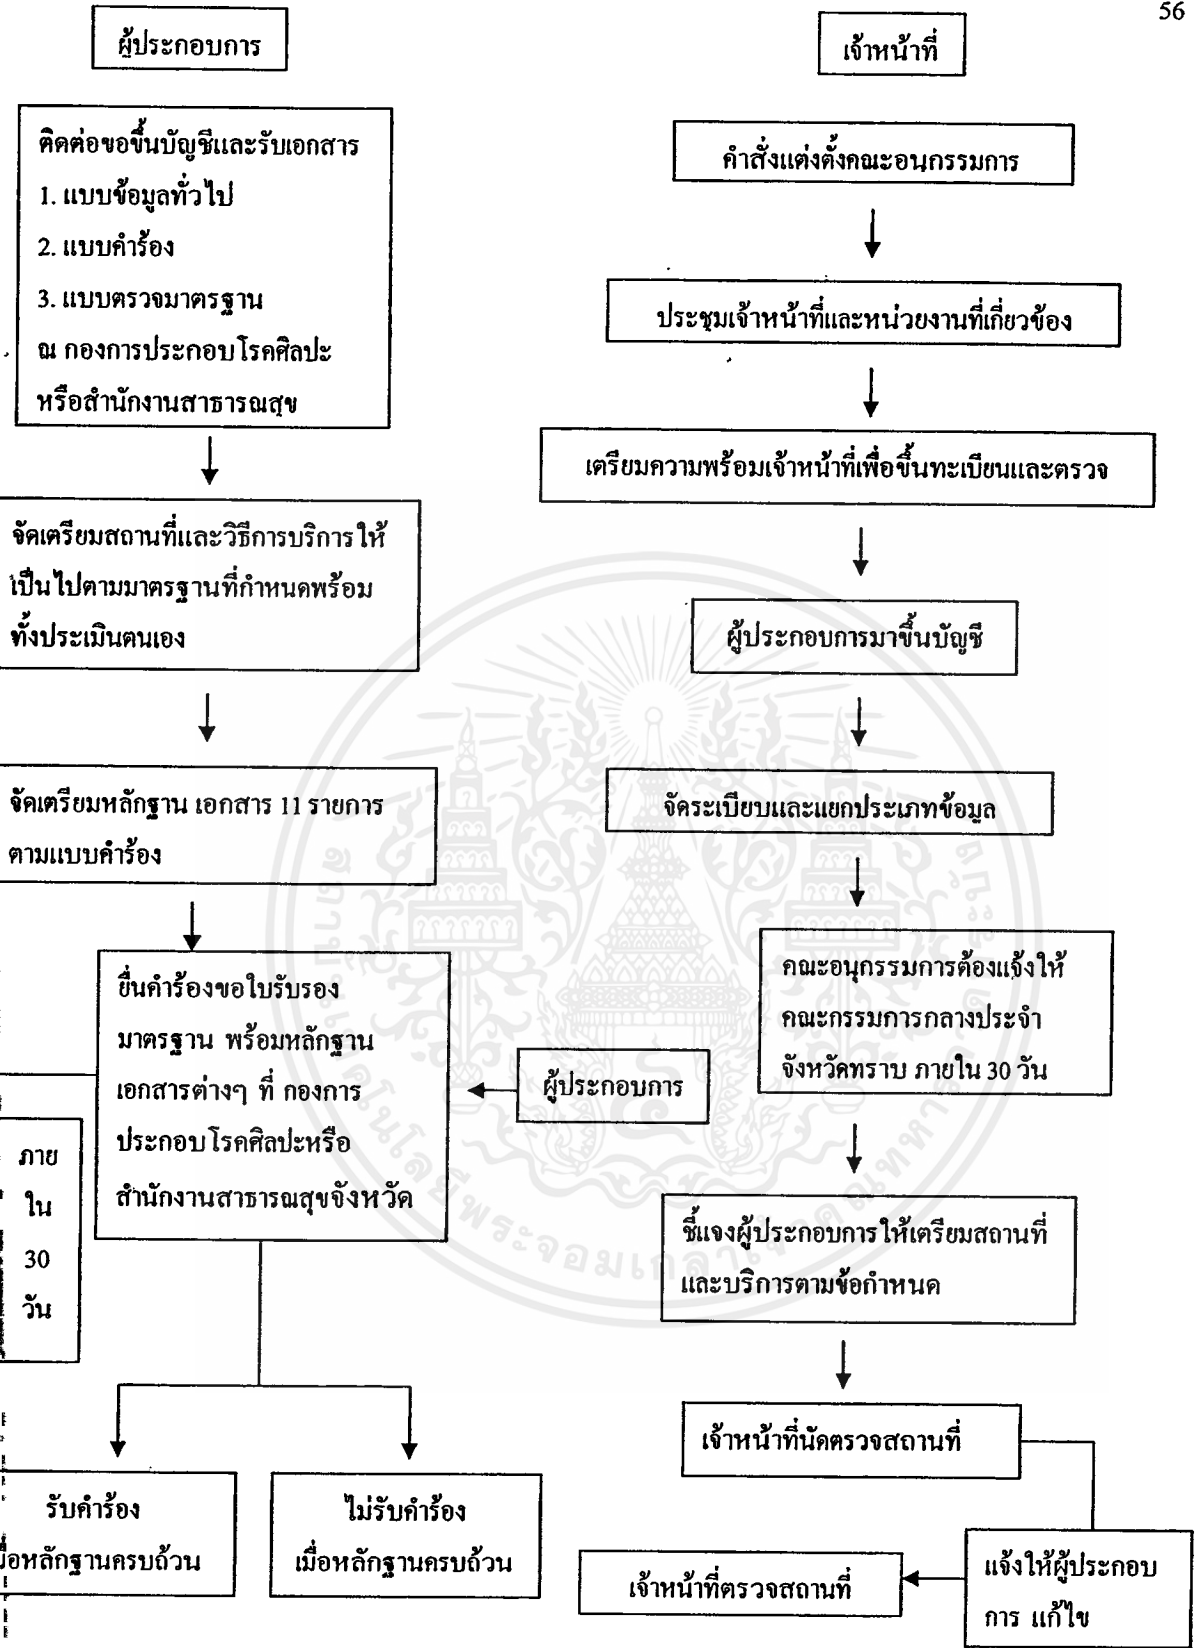 56
ผู้ประกอบการ
ติดต่อขอขึ้นบัญชีและรับเอกสาร
1. แบบข้อมูลทั่วไป
2. แบบคำร้อง
3. แบบตรวจมาตรฐาน
ณ กองการประกอบโรคศิลปะ
หรือสำนักงานสาธารณสุข
จัดเตรียมสถานที่และวิธีการบริการให้
เป็นไปตามมาตรฐานที่กำหนดพร้อม
ทั้งประเมินตนเอง
จัดเตรียมหลักฐาน เอกสาร 11 รายการ
ตามแบบคำร้อง
ยื่นคำร้องขอใบรับรอง
มาตรฐาน พร้อมหลักฐาน
เอกสารต่างๆ ที่ กองการ
ประกอบโรคศิลปะหรือ
สำนักงานสาธารณสุขจังหวัด
ผู้ประกอบการ
ภาย
ใน
30
วัน
รับคำร้อง
เมื่อหลักฐานครบถ้วน
ไม่รับคำร้อง
เมื่อหลักฐานครบถ้วน
เจ้าหน้าที่
คำสั่งแต่งตั้งคณะอนุกรรมการ
ประชุมเจ้าหน้าที่และหน่วยงานที่เกี่ยวข้อง
เตรียมความพร้อมเจ้าหน้าที่เพื่อขึ้นทะเบียนและตรวจ
ผู้ประกอบการมาขึ้นบัญชี
จัดระเบียบและแยกประเภทข้อมูล
คณะอนุกรรมการต้องแจ้งให้
คณะกรรมการกลางประจำ
จังหวัดทราบ ภายใน 30 วัน
ชี้แจงผู้ประกอบการให้เตรียมสถานที่
และบริการตามข้อกำหนด
เจ้าหน้าที่นัดตรวจสถานที่
แจ้งให้ผู้ประกอบ
การ แก้ไข
เจ้าหน้าที่ตรวจสถานที่